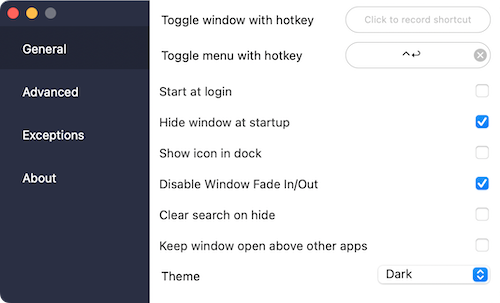 General
Advanced
Exceptions
About
Toggle window with hotkey
Click to record shortcut
Toggle menu with hotkey
^↩
Start at login
Hide window at startup
Show icon in dock
Disable Window Fade In/Out
Clear search on hide
Keep window open above other apps
Theme
Dark